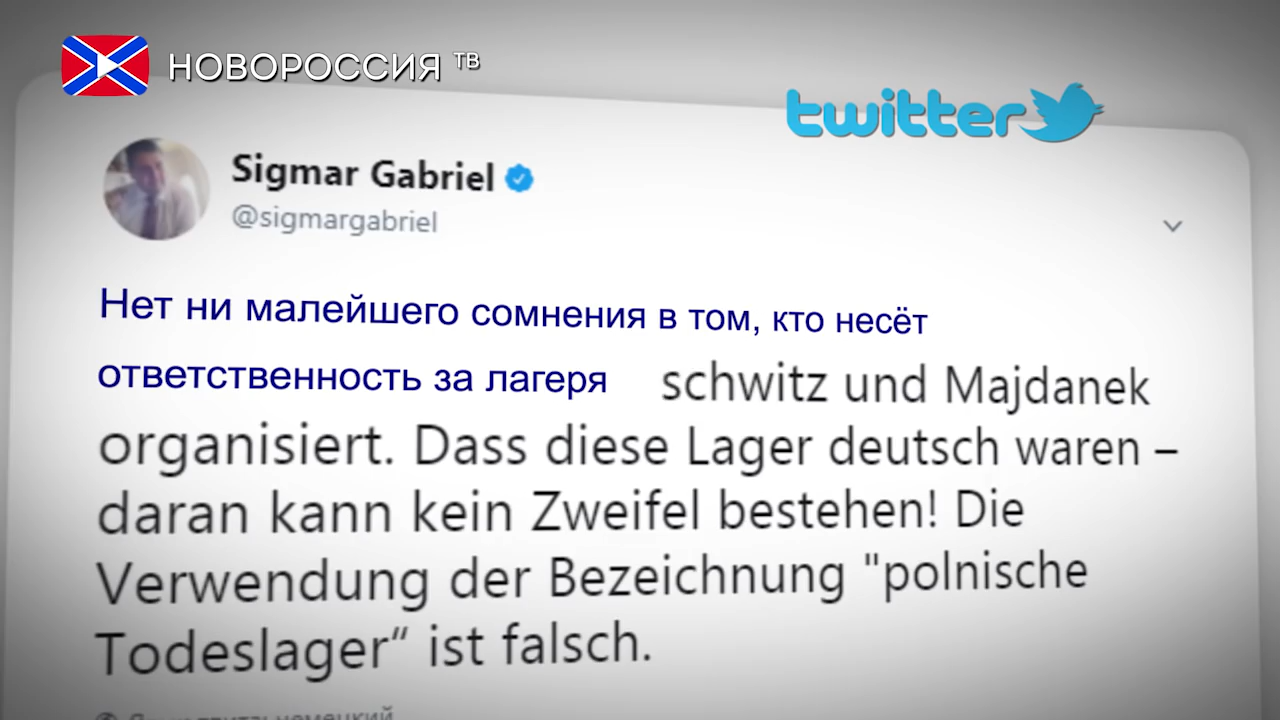 НОВОРОССИЯ ТВ
twitter
Sigmar Gabriel
@sigmargabriel
Нет ни малейшего сомнения в том, кто несёт
ответственность за лагеря schwitz und Majdanek
organisiert. Dass diese Lager deutsch waren –
daran kann kein Zweifel bestehen! Die
Verwendung der Bezeichnung "polnische
Todeslager“ ist falsch.